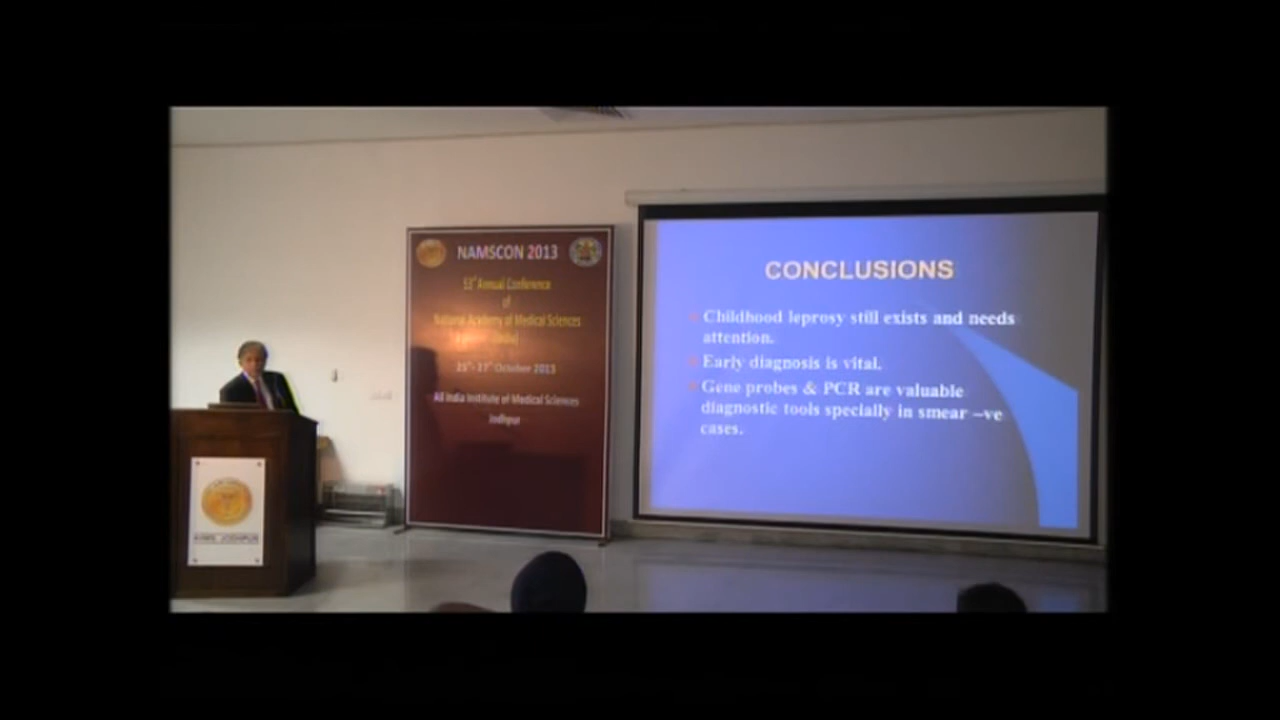 NAMSCON 2013
53rd Annual Conference
of
National Academy of Medical Sciences
(India)
25th - 27th October 2013
All India Institute of Medical Sciences
Jodhpur
CONCLUSIONS
Childhood leprosy still exists and needs
attention.
Early diagnosis is vital.
Gene probes & PCR are valuable
diagnostic tools specially in smear –ve
cases.